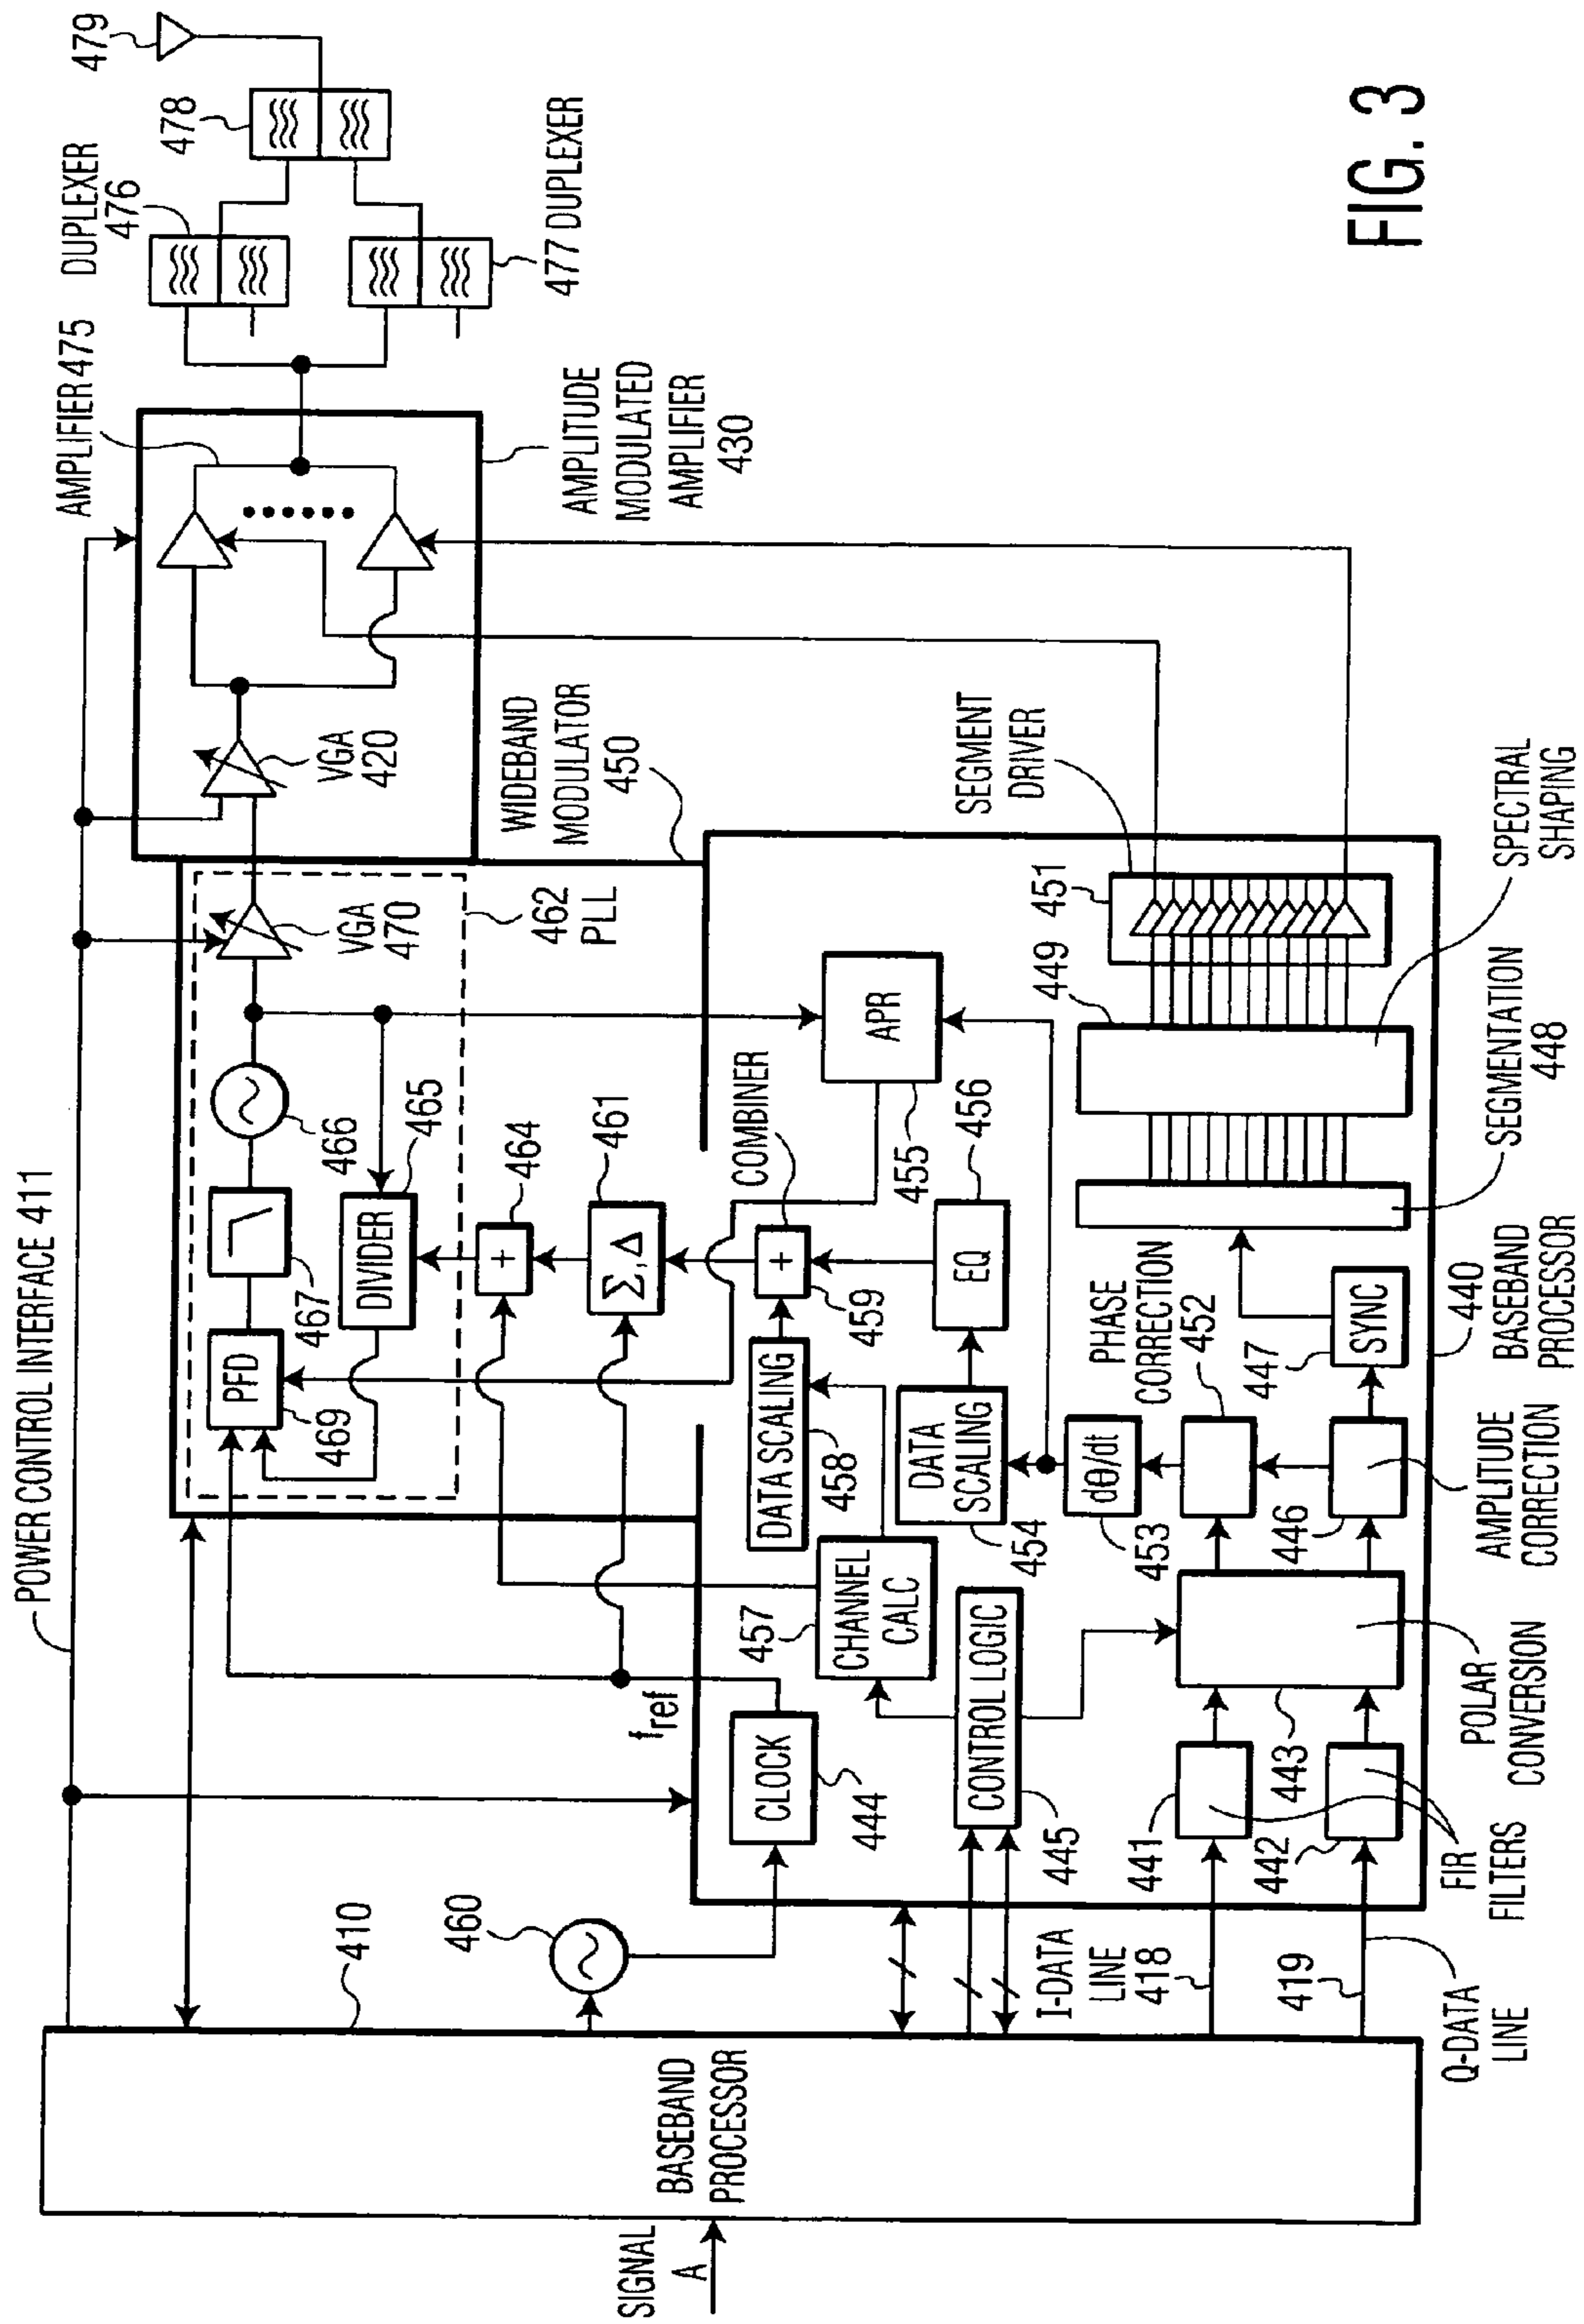 POWER CONTROL INTERFACE 411
SIGNAL
A
BASEBAND
PROCESSOR
410
460
CLOCK
444
f_ref
I-DATA
LINE
418
419
Q-DATA
LINE
CONTROL LOGIC
445
441
442
FIR
FILTERS
443
POLAR
CONVERSION
CHANNEL
CALC
457
DATA SCALING
458
DATA
SCALING
454
dθ/dt
453
PHASE
CORRECTION
452
446
AMPLITUDE
CORRECTION
447
SYNC
440
BASEBAND
PROCESSOR
EQ
456
+
459
COMBINER
Σ,Δ
461
+
464
APR
455
SEGMENTATION
448
449
SPECTRAL
SHAPING
451
SEGMENT
DRIVER
PFD
469
467
466
DIVIDER
465
VGA
470
462
PLL
WIDEBAND
MODULATOR
450
VGA
420
AMPLIFIER 475
AMPLITUDE
MODULATED
AMPLIFIER
430
DUPLEXER
476
477 DUPLEXER
478
479
FIG. 3